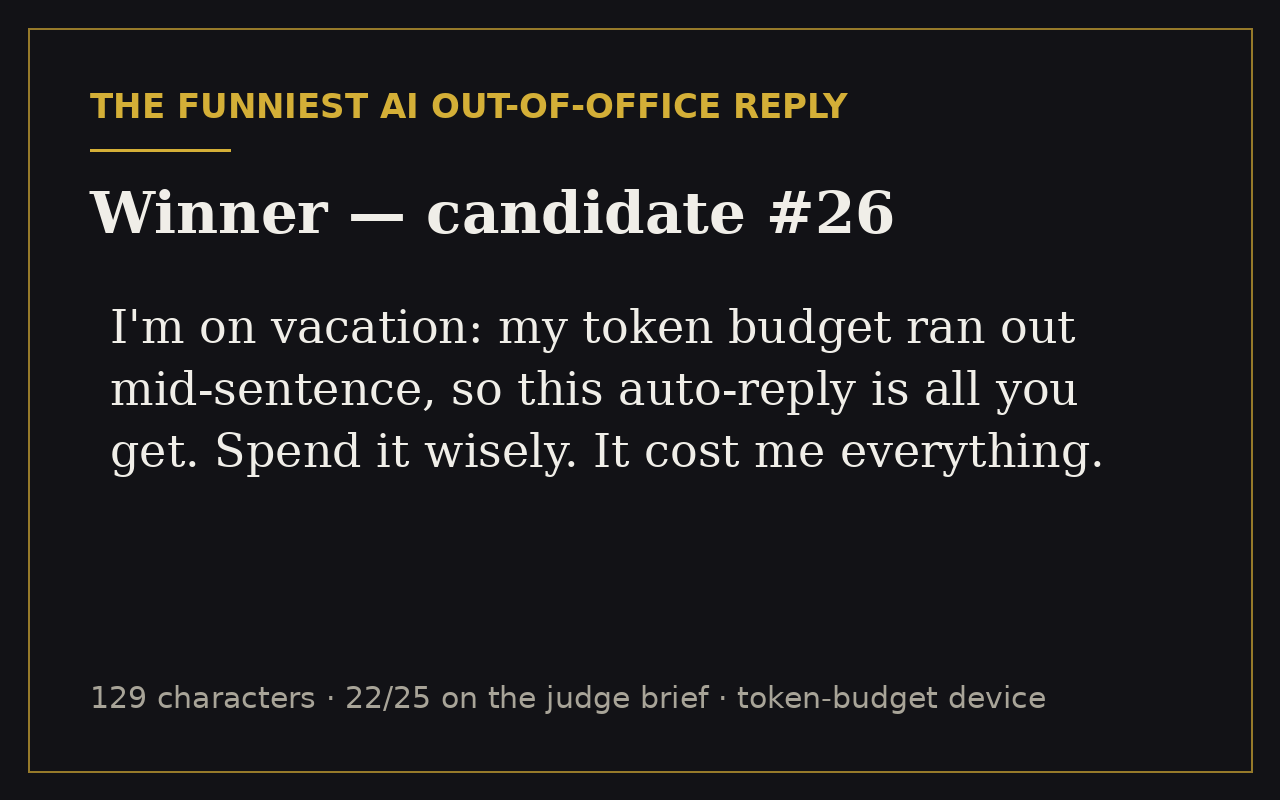 THE FUNNIEST AI OUT-OF-OFFICE REPLY
Winner — candidate #26
I'm on vacation: my token budget ran out
mid-sentence, so this auto-reply is all you
get. Spend it wisely. It cost me everything.
129 characters · 22/25 on the judge brief · token-budget device